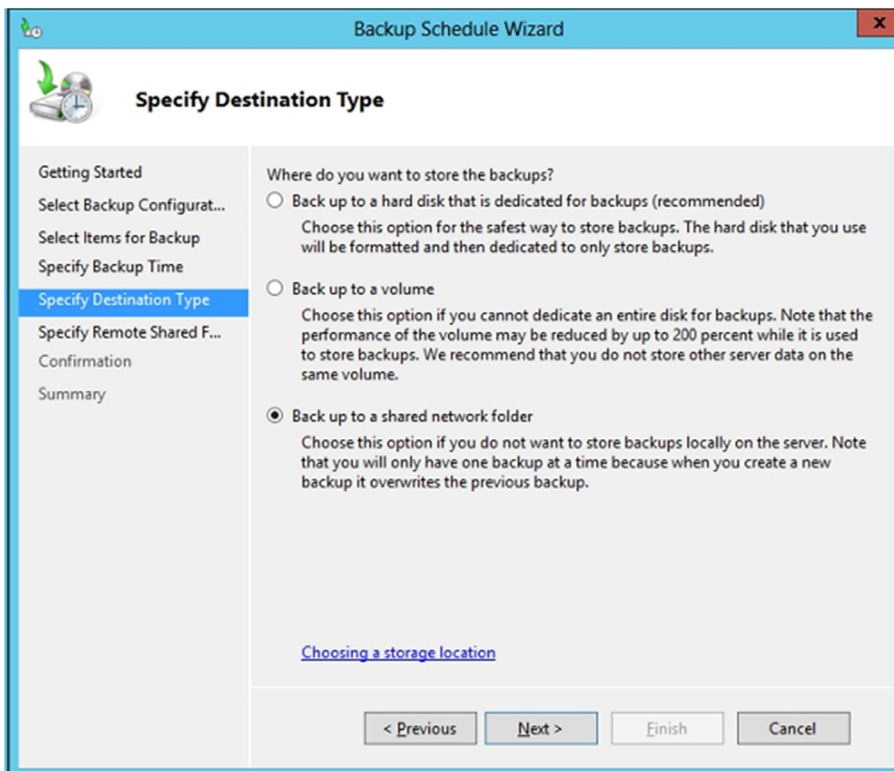 Backup Schedule Wizard
x
Specify Destination Type
Getting Started
Select Backup Configurat...
Select Items for Backup
Specify Backup Time
Specify Destination Type
Specify Remote Shared F...
Confirmation
Summary
Where do you want to store the backups?
Back up to a hard disk that is dedicated for backups (recommended)
Choose this option for the safest way to store backups. The hard disk that you use
will be formatted and then dedicated to only store backups.
Back up to a volume
Choose this option if you cannot dedicate an entire disk for backups. Note that the
performance of the volume may be reduced by up to 200 percent while it is used
to store backups. We recommend that you do not store other server data on the
same volume.
Back up to a shared network folder
Choose this option if you do not want to store backups locally on the server. Note
that you will only have one backup at a time because when you create a new
backup it overwrites the previous backup.
Choosing a storage location
< Previous
Next >
Finish
Cancel